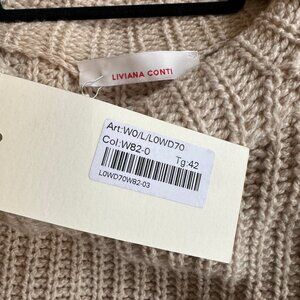 LIVIANA CONTI
Art:W0/L/L0WD70
Col:W82-0 Tg:42
L0WD70W82-03